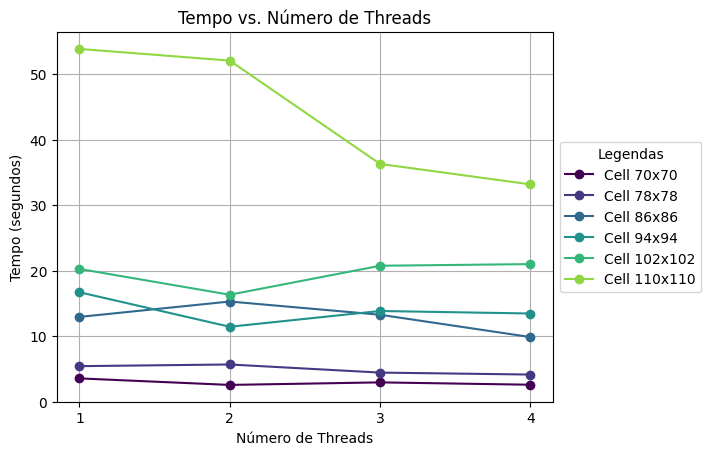 Tempo vs. Número de Threads
Tempo (segundos)
50
40
30
20
10
0
1 2 3 4
Número de Threads
Legendas
Cell 70x70
Cell 78x78
Cell 86x86
Cell 94x94
Cell 102x102
Cell 110x110